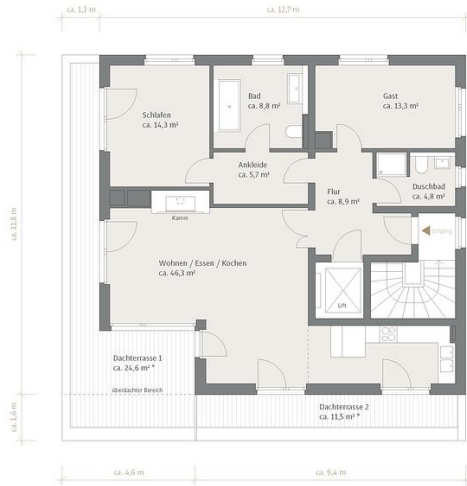 ca. 1,3 m
ca. 12,7 m
Schlafen
ca. 14,3 m²
Bad
ca. 8,8 m²
Gast
ca. 13,3 m²
Ankleide
ca. 5,7 m²
Flur
ca. 8,9 m²
Duschbad
ca. 4,8 m²
Kamin
Eingang
Wohnen / Essen / Kochen
ca. 46,3 m²
Lift
ca. 11,8 m
Dachterrasse 1
ca. 24,6 m² *
überdachter Bereich
Dachterrasse 2
ca. 11,5 m² *
ca. 1,6 m
ca. 4,6 m
ca. 9,4 m